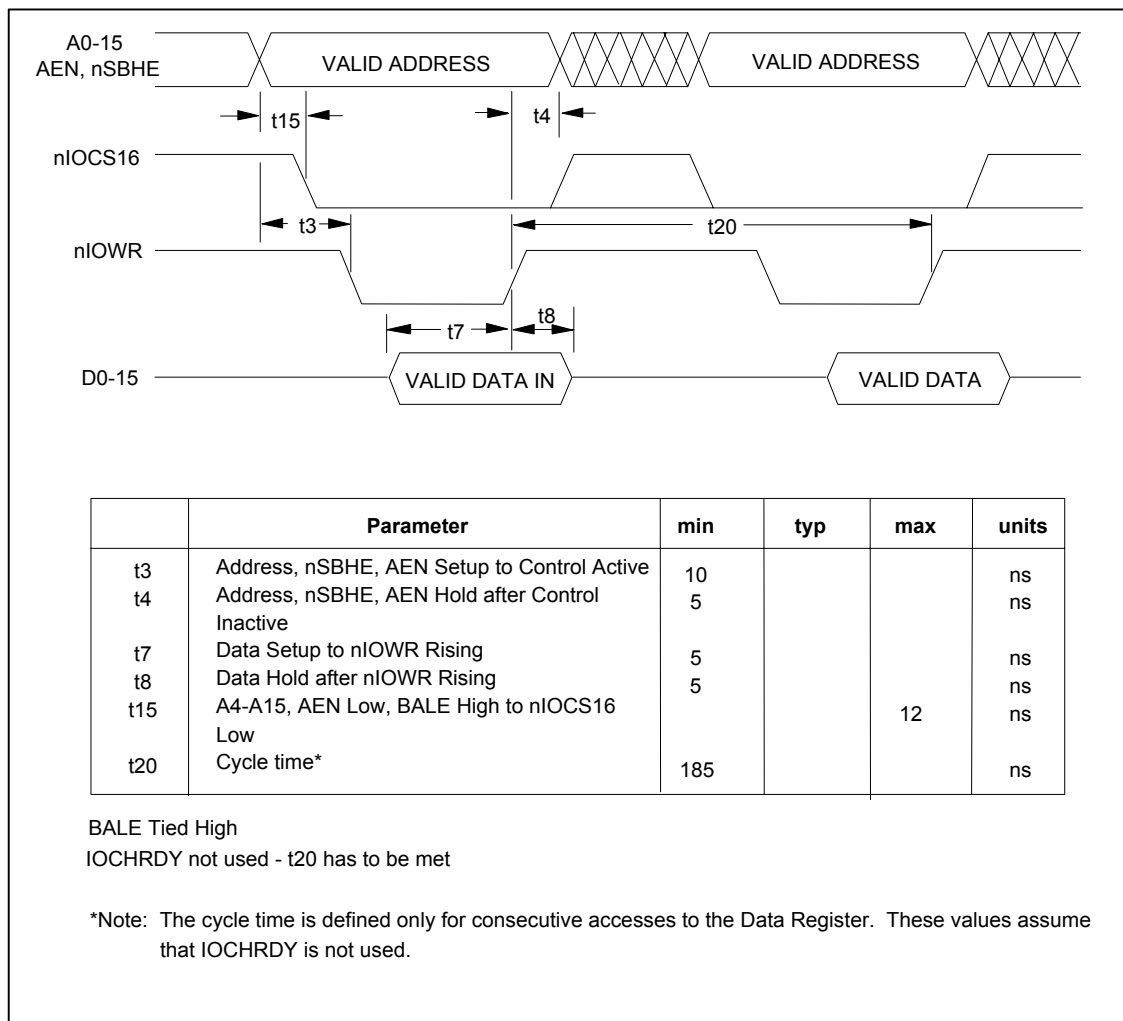 A0-15
AEN, nSBHE
VALID ADDRESS
VALID ADDRESS
t15
t4
nIOCS16
t3
t20
nIOWR
t7
t8
D0-15
VALID DATA IN
VALID DATA
Parameter min typ max units
t3 Address, nSBHE, AEN Setup to Control Active 10 ns
t4 Address, nSBHE, AEN Hold after Control 5 ns
Inactive
t7 Data Setup to nIOWR Rising 5 ns
t8 Data Hold after nIOWR Rising 5 ns
t15 A4-A15, AEN Low, BALE High to nIOCS16 12 ns
Low
t20 Cycle time* 185 ns
BALE Tied High
IOCHRDY not used - t20 has to be met
*Note: The cycle time is defined only for consecutive accesses to the Data Register. These values assume
that IOCHRDY is not used.